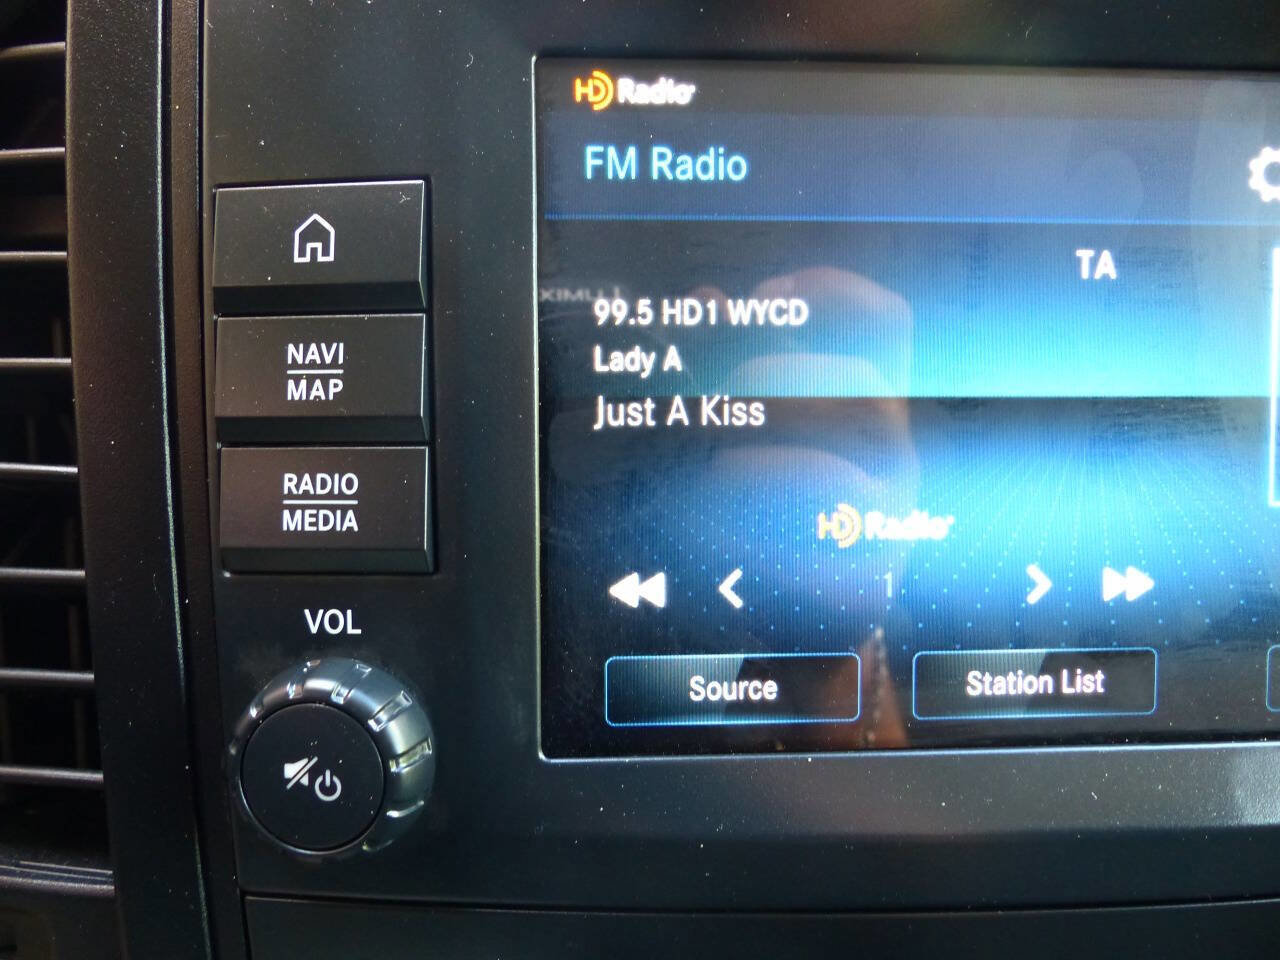 HD Radio
FM Radio
TA
99.5 HD1 WYCD
Lady A
Just A Kiss
HD Radio
1
Source
Station List
NAVI
MAP
RADIO
MEDIA
VOL